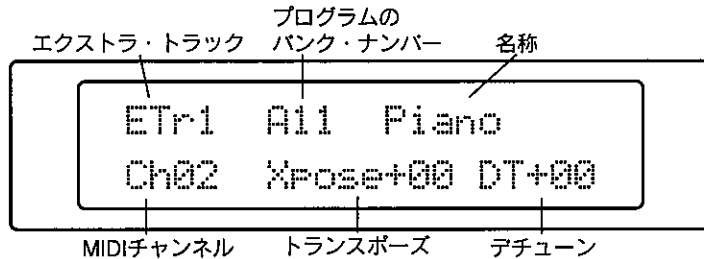 プログラムの
エクストラ・トラック バンク・ナンバー 名称
ETr1 A11 Piano
Ch02 Xpose+00 DT+00
MIDIチャンネル トランスポーズ デチューン